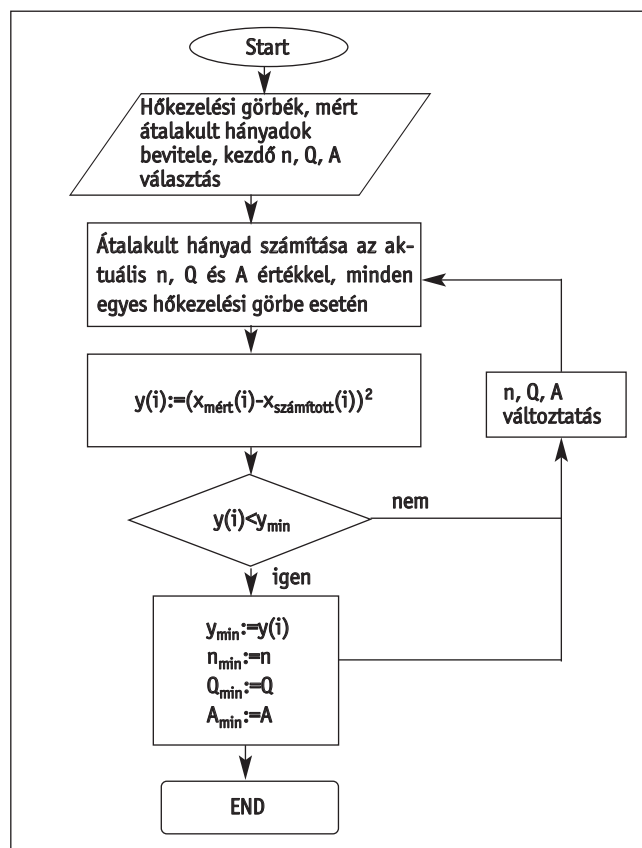 Start
Hőkezelési görbék, mért
átalakult hányadok
bevitele, kezdő n, Q, A
választás
Átalakult hányad számítása az ak-
tuális n, Q és A értékkel, minden
egyes hőkezelési görbe esetén
y(i):=(xmért(i)-xszámított(i))²
n, Q, A
változtatás
y(i)<ymin
nem
igen
ymin:=y(i)
nmin:=n
Qmin:=Q
Amin:=A
END